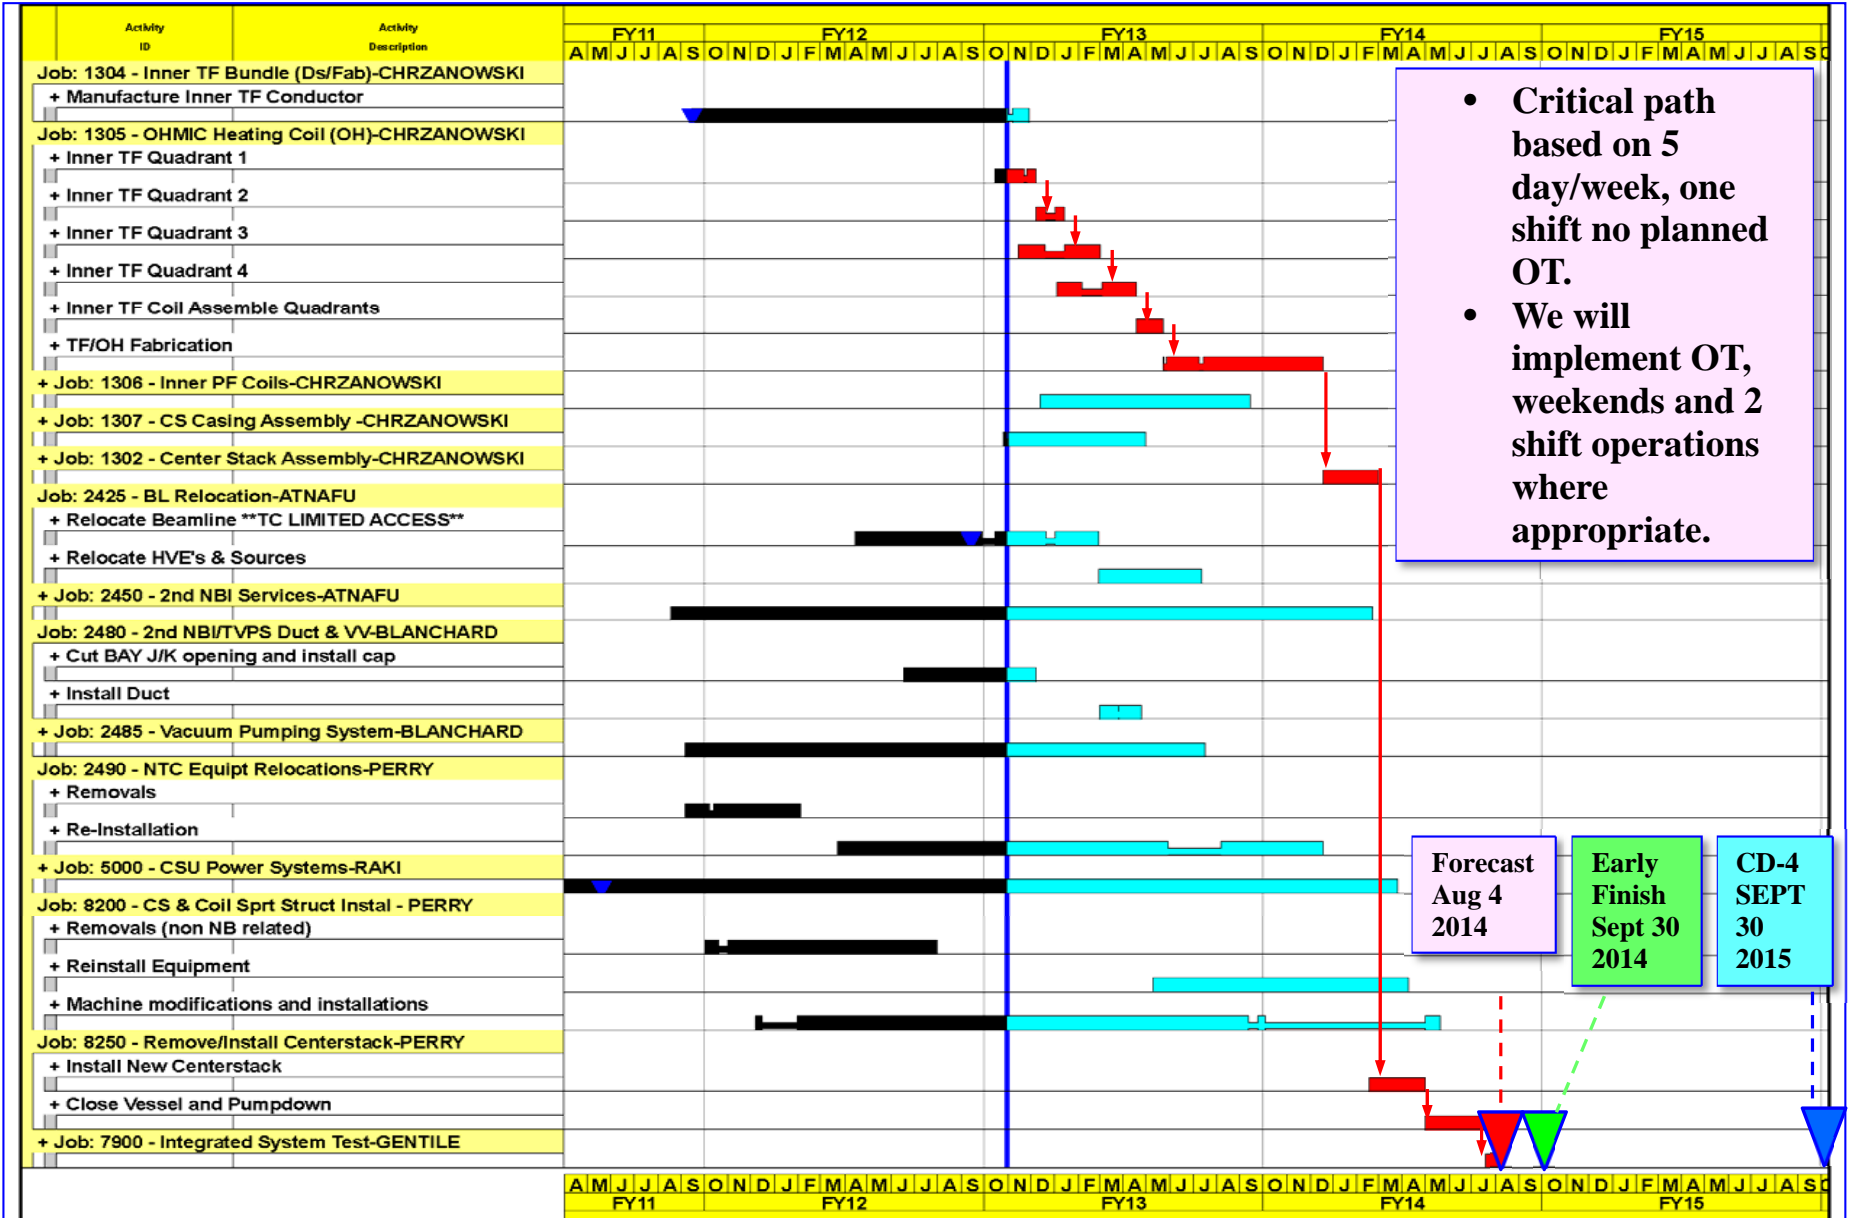 Activity Activity
ID Description
FY11 FY12 FY13 FY14 FY15
A M J J A S O N D J F M A M J J A S O N D J F M A M J J A S O N D J F M A M J J A S O N D J F M A M J J A S O
Job: 1304 - Inner TF Bundle (Ds/Fab)-CHRZANOWSKI
+ Manufacture Inner TF Conductor
Job: 1305 - OHMIC Heating Coil (OH)-CHRZANOWSKI
+ Inner TF Quadrant 1
+ Inner TF Quadrant 2
+ Inner TF Quadrant 3
+ Inner TF Quadrant 4
+ Inner TF Coil Assemble Quadrants
+ TF/OH Fabrication
+ Job: 1306 - Inner PF Coils-CHRZANOWSKI
+ Job: 1307 - CS Casing Assembly -CHRZANOWSKI
+ Job: 1302 - Center Stack Assembly-CHRZANOWSKI
Job: 2425 - BL Relocation-ATNAFU
+ Relocate Beamline **TC LIMITED ACCESS**
+ Relocate HVE's & Sources
+ Job: 2450 - 2nd NBI Services-ATNAFU
Job: 2480 - 2nd NBI/TVPS Duct & VV-BLANCHARD
+ Cut BAY J/K opening and install cap
+ Install Duct
+ Job: 2485 - Vacuum Pumping System-BLANCHARD
Job: 2490 - NTC Equipt Relocations-PERRY
+ Removals
+ Re-Installation
+ Job: 5000 - CSU Power Systems-RAKI
Job: 8200 - CS & Coil Sprt Struct Instal - PERRY
+ Removals (non NB related)
+ Reinstall Equipment
+ Machine modifications and installations
Job: 8250 - Remove/Install Centerstack-PERRY
+ Install New Centerstack
+ Close Vessel and Pumpdown
+ Job: 7900 - Integrated System Test-GENTILE
• Critical path
based on 5
day/week, one
shift no planned
OT.
• We will
implement OT,
weekends and 2
shift operations
where
appropriate.
Forecast
Aug 4
2014
Early
Finish
Sept 30
2014
CD-4
SEPT
30
2015
A M J J A S O N D J F M A M J J A S O N D J F M A M J J A S O N D J F M A M J J A S O N D J F M A M J J A S O
FY11 FY12 FY13 FY14 FY15